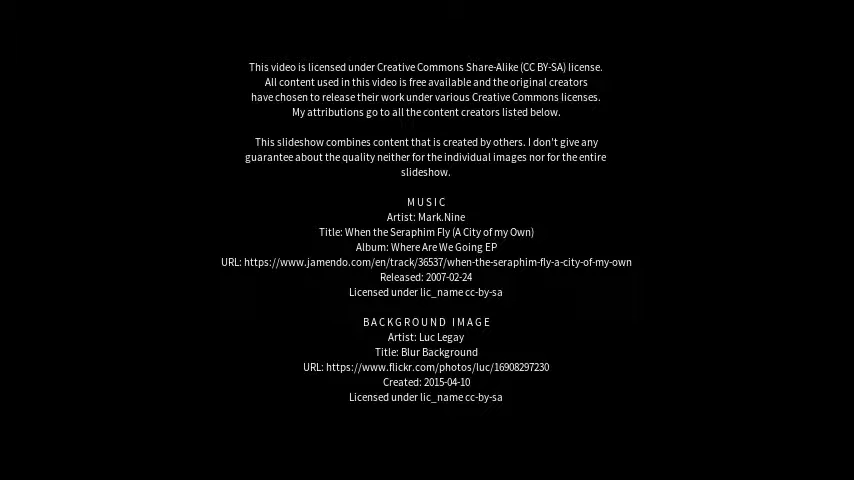 This video is licensed under Creative Commons Share-Alike (CC BY-SA) license.
All content used in this video is free available and the original creators
have chosen to release their work under various Creative Commons licenses.
My attributions go to all the content creators listed below.
This slideshow combines content that is created by others. I don't give any
guarantee about the quality neither for the individual images nor for the entire
slideshow.
MUSIC
Artist: Mark.Nine
Title: When the Seraphim Fly (A City of my Own)
Album: Where Are We Going EP
URL: https://www.jamendo.com/en/track/36537/when-the-seraphim-fly-a-city-of-my-own
Released: 2007-02-24
Licensed under lic_name cc-by-sa
BACKGROUND IMAGE
Artist: Luc Legay
Title: Blur Background
URL: https://www.flickr.com/photos/luc/16908297230
Created: 2015-04-10
Licensed under lic_name cc-by-sa